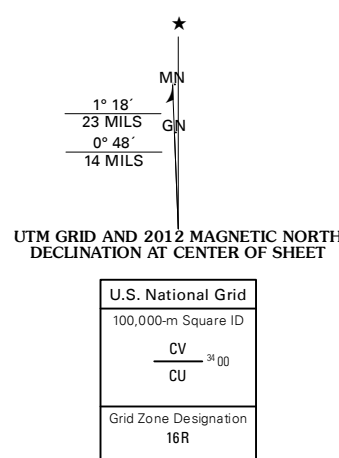 ★
MN
1° 18´
23 MILS
GN
0° 48´
14 MILS
UTM GRID AND 2012 MAGNETIC NORTH
DECLINATION AT CENTER OF SHEET
U.S. National Grid
100,000-m Square ID
CV
34 00
CU
Grid Zone Designation
16R